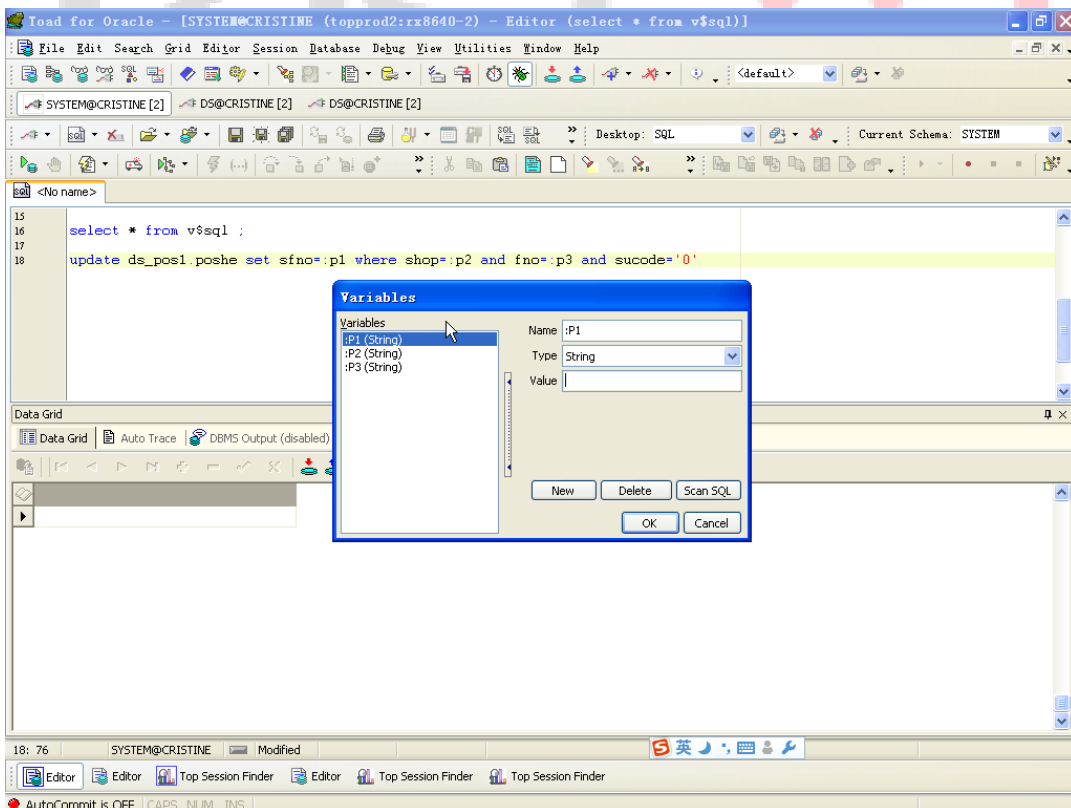 Toad for Oracle - [SYSTEM@CRISTINE (topprod2:rx8640-2) - Editor (select * from v$sql)]
File Edit Search Grid Editor Session Database Debug View Utilities Window Help
<default>
SYSTEM@CRISTINE [2] DS@CRISTINE [2] DS@CRISTINE [2]
Desktop: SQL Current Schema: SYSTEM
<No name>
15
16 select * from v$sql ;
17
18 update ds_pos1.poshe set sfno=:p1 where shop=:p2 and fno=:p3 and sucode='0'
Variables
Variables
:P1 (String)
:P2 (String)
:P3 (String)
Name :P1
Type String
Value
New Delete Scan SQL
OK Cancel
Data Grid
Data Grid Auto Trace DBMS Output (disabled)
18: 76 SYSTEM@CRISTINE Modified
英
Editor Editor Top Session Finder Editor Top Session Finder Top Session Finder
AutoCommit is OFF CAPS NUM INS